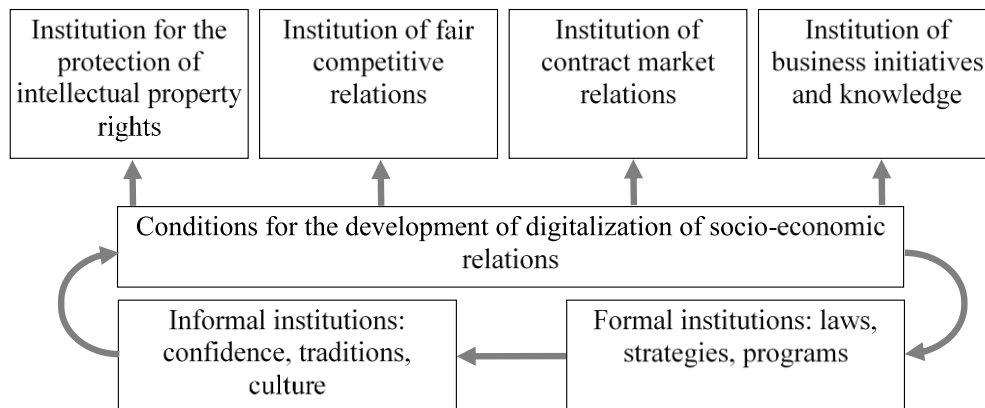 Institution for the
protection of
intellectual property
rights
Institution of fair
competitive
relations
Institution of
contract market
relations
Institution of
business initiatives
and knowledge
Conditions for the development of digitalization of socio-economic
relations
Informal institutions:
confidence, traditions,
culture
Formal institutions: laws,
strategies, programs